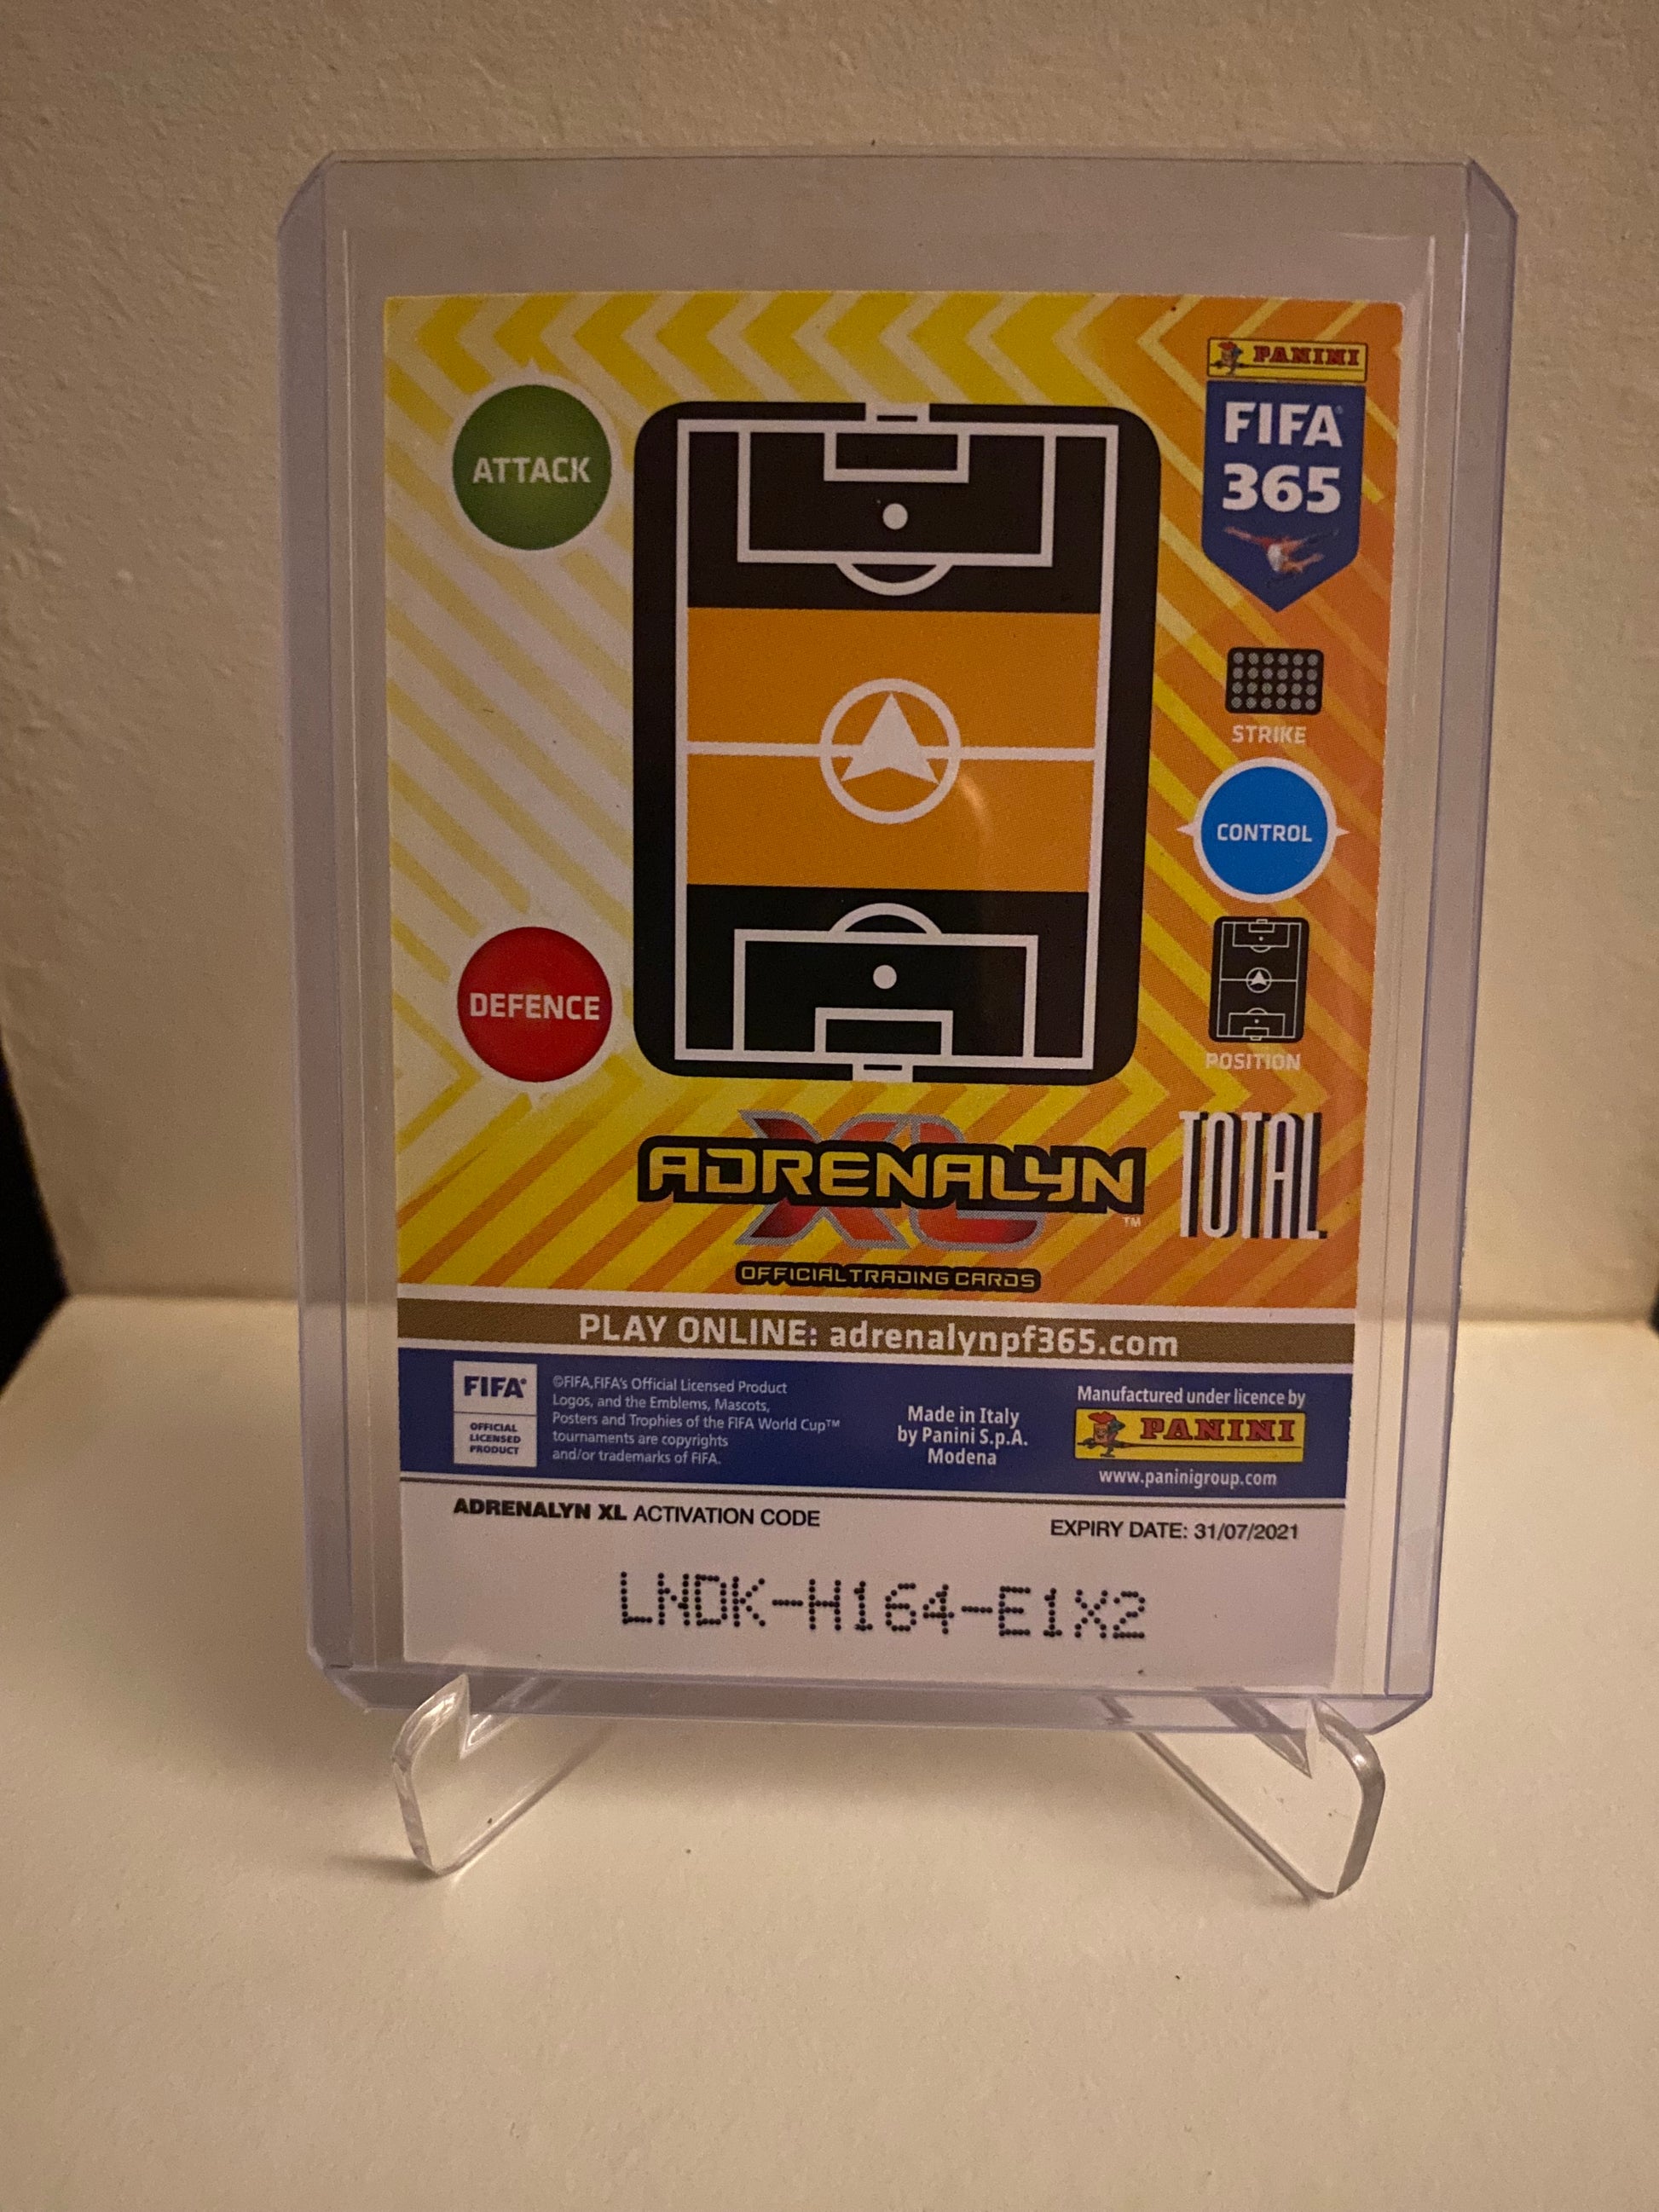 PANINI
FIFA
365
ATTACK
STRIKE
CONTROL
DEFENCE
POSITION
ADRENALYN
XL
TM
TOTAL
OFFICIAL TRADING CARDS
PLAY ONLINE: adrenalynpf365.com
FIFA®
OFFICIAL
LICENSED
PRODUCT
©FIFA,FIFA's Official Licensed Product
Logos, and the Emblems, Mascots,
Posters and Trophies of the FIFA World Cup™
tournaments are copyrights
and/or trademarks of FIFA.
Made in Italy
by Panini S.p.A.
Modena
Manufactured under licence by
PANINI
www.paninigroup.com
ADRENALYN XL ACTIVATION CODE
EXPIRY DATE: 31/07/2021
LNDK-H164-E1X2